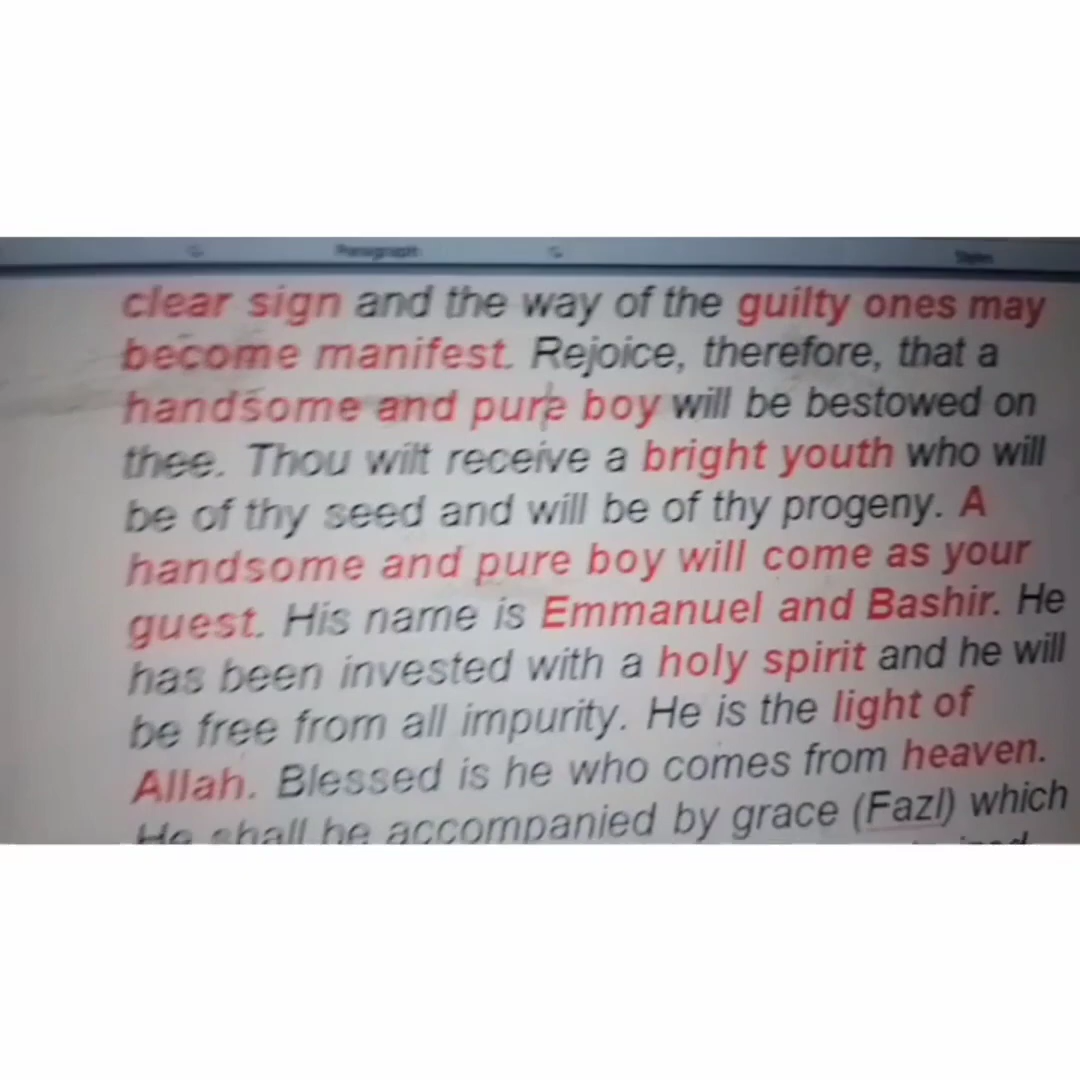 Paragraph Styles
clear sign and the way of the guilty ones may
become manifest. Rejoice, therefore, that a
handsome and pure boy will be bestowed on
thee. Thou wilt receive a bright youth who will
be of thy seed and will be of thy progeny. A
handsome and pure boy will come as your
guest. His name is Emmanuel and Bashir. He
has been invested with a holy spirit and he will
be free from all impurity. He is the light of
Allah. Blessed is he who comes from heaven.
He shall be accompanied by grace (Fazl) which